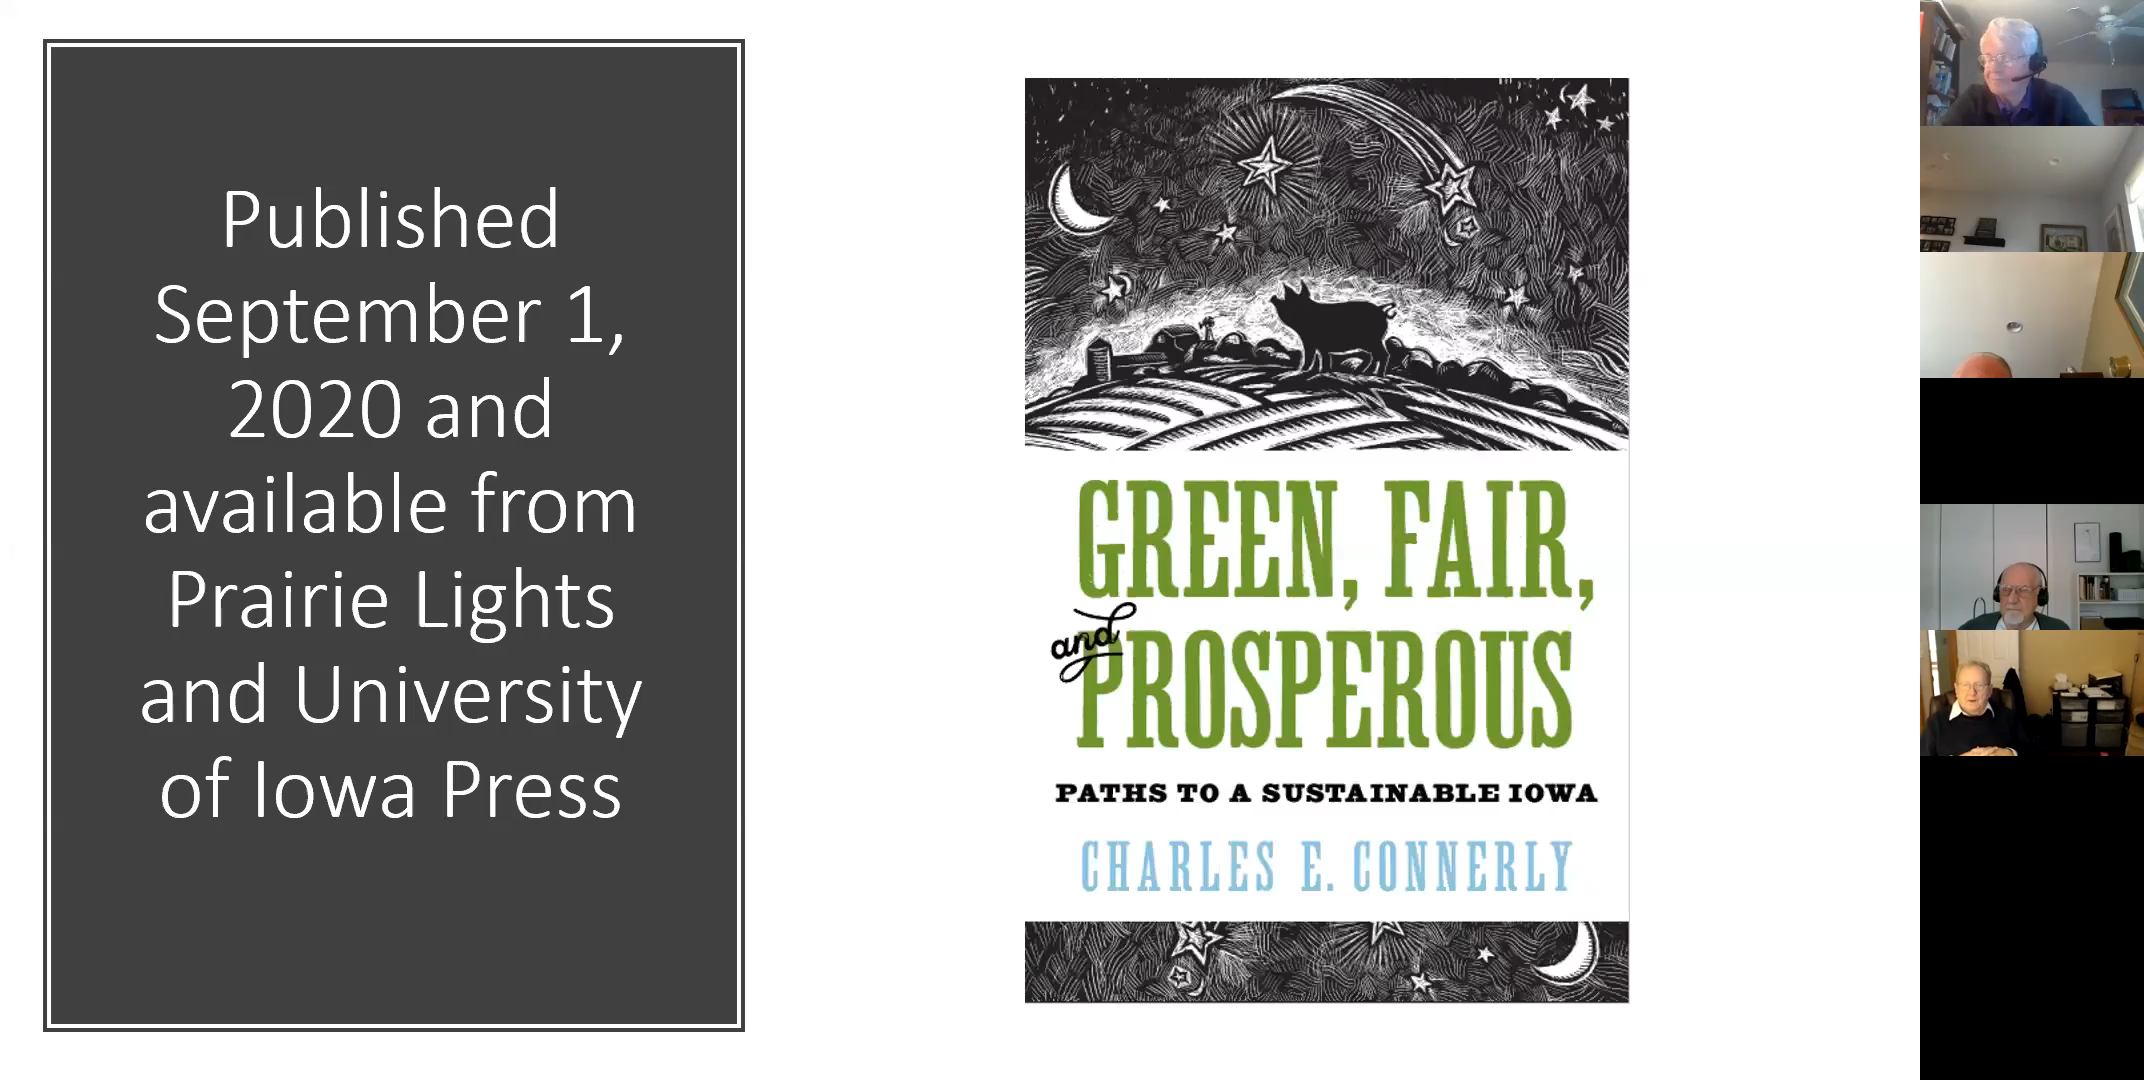 Published
September 1,
2020 and
available from
Prairie Lights
and University
of Iowa Press
GREEN, FAIR,
and PROSPEROUS
PATHS TO A SUSTAINABLE IOWA
CHARLES E. CONNERLY